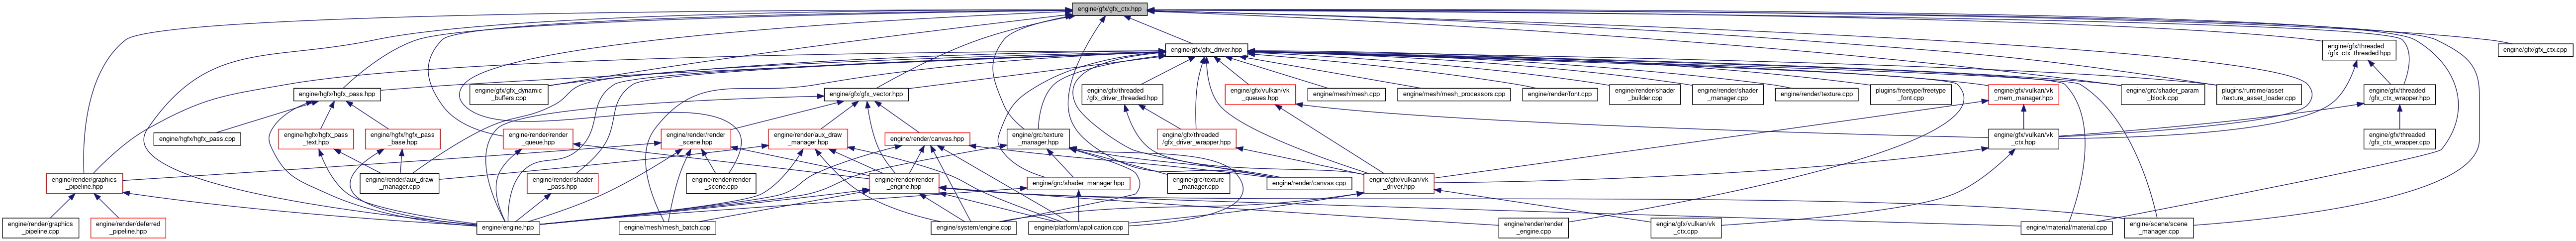 engine/gfx/gfx_ctx.hpp
engine/gfx/gfx_driver.hpp
engine/gfx/threaded
/gfx_ctx_threaded.hpp
engine/gfx/gfx_ctx.cpp
engine/hgfx/hgfx_pass.hpp
engine/gfx/gfx_dynamic
_buffers.cpp
engine/gfx/gfx_vector.hpp
engine/gfx/threaded
/gfx_driver_threaded.hpp
engine/gfx/vulkan/vk
_queues.hpp
engine/mesh/mesh.cpp
engine/mesh/mesh_processors.cpp
engine/render/font.cpp
engine/render/shader
_builder.cpp
engine/render/shader
_manager.cpp
engine/render/texture.cpp
plugins/freetype/freetype
_font.cpp
engine/gfx/vulkan/vk
_mem_manager.hpp
engine/grc/shader_param
_block.cpp
plugins/runtime/asset
/texture_asset_loader.cpp
engine/gfx/threaded
/gfx_ctx_wrapper.hpp
engine/hgfx/hgfx_pass.cpp
engine/hgfx/hgfx_pass
_text.hpp
engine/hgfx/hgfx_pass
_base.hpp
engine/render/render
_queue.hpp
engine/render/render
_scene.hpp
engine/render/aux_draw
_manager.hpp
engine/render/canvas.hpp
engine/grc/texture
_manager.hpp
engine/gfx/threaded
/gfx_driver_wrapper.hpp
engine/gfx/vulkan/vk
_ctx.hpp
engine/gfx/threaded
/gfx_ctx_wrapper.cpp
engine/render/graphics
_pipeline.hpp
engine/render/aux_draw
_manager.cpp
engine/render/shader
_pass.hpp
engine/render/render
_scene.cpp
engine/render/render
_engine.hpp
engine/grc/shader_manager.hpp
engine/grc/texture
_manager.cpp
engine/render/canvas.cpp
engine/gfx/vulkan/vk
_driver.hpp
engine/render/graphics
_pipeline.cpp
engine/render/deferred
_pipeline.hpp
engine/engine.hpp
engine/mesh/mesh_batch.cpp
engine/system/engine.cpp
engine/platform/application.cpp
engine/render/render
_engine.cpp
engine/gfx/vulkan/vk
_ctx.cpp
engine/material/material.cpp
engine/scene/scene
_manager.cpp